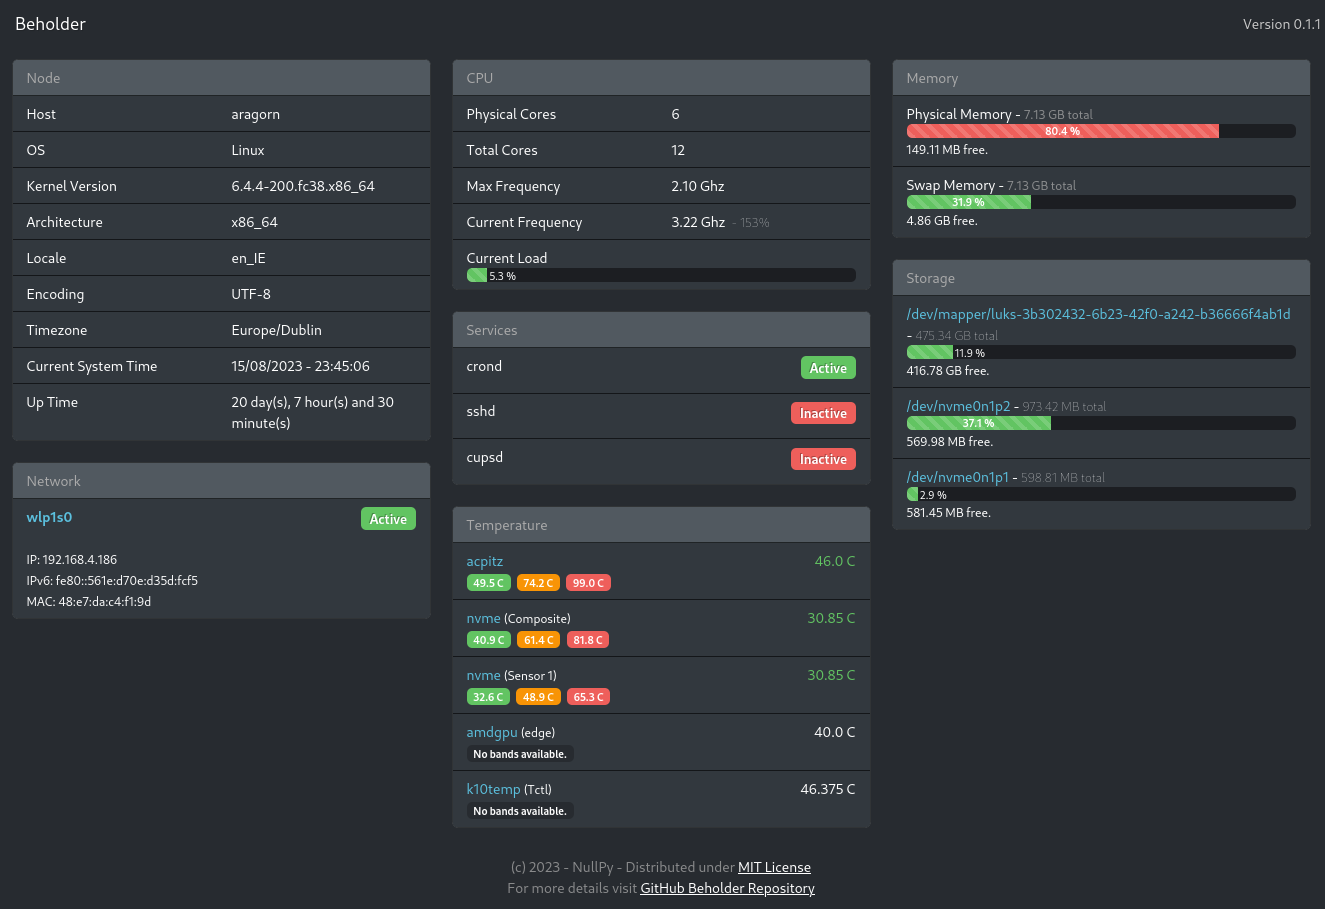 Beholder
Version 0.1.1
Node
Host aragorn
OS Linux
Kernel Version 6.4.4-200.fc38.x86_64
Architecture x86_64
Locale en_IE
Encoding UTF-8
Timezone Europe/Dublin
Current System Time 15/08/2023 - 23:45:06
Up Time 20 day(s), 7 hour(s) and 30
minute(s)
Network
wlp1s0 Active
IP: 192.168.4.186
IPv6: fe80::561e:d70e:d35d:fcf5
MAC: 48:e7:da:c4:f1:9d
CPU
Physical Cores 6
Total Cores 12
Max Frequency 2.10 Ghz
Current Frequency 3.22 Ghz - 153%
Current Load
5.3 %
Services
crond Active
sshd Inactive
cupsd Inactive
Temperature
acpitz 46.0 C
49.5 C 74.2 C 99.0 C
nvme (Composite) 30.85 C
40.9 C 61.4 C 81.8 C
nvme (Sensor 1) 30.85 C
32.6 C 48.9 C 65.3 C
amdgpu (edge) 40.0 C
No bands available.
k10temp (Tctl) 46.375 C
No bands available.
Memory
Physical Memory - 7.13 GB total
80.4 %
149.11 MB free.
Swap Memory - 7.13 GB total
31.9 %
4.86 GB free.
Storage
/dev/mapper/luks-3b302432-6b23-42f0-a242-b36666f4ab1d
- 475.34 GB total
11.9 %
416.78 GB free.
/dev/nvme0n1p2 - 973.42 MB total
37.1 %
569.98 MB free.
/dev/nvme0n1p1 - 598.81 MB total
2.9 %
581.45 MB free.
(c) 2023 - NullPy - Distributed under MIT License
For more details visit GitHub Beholder Repository